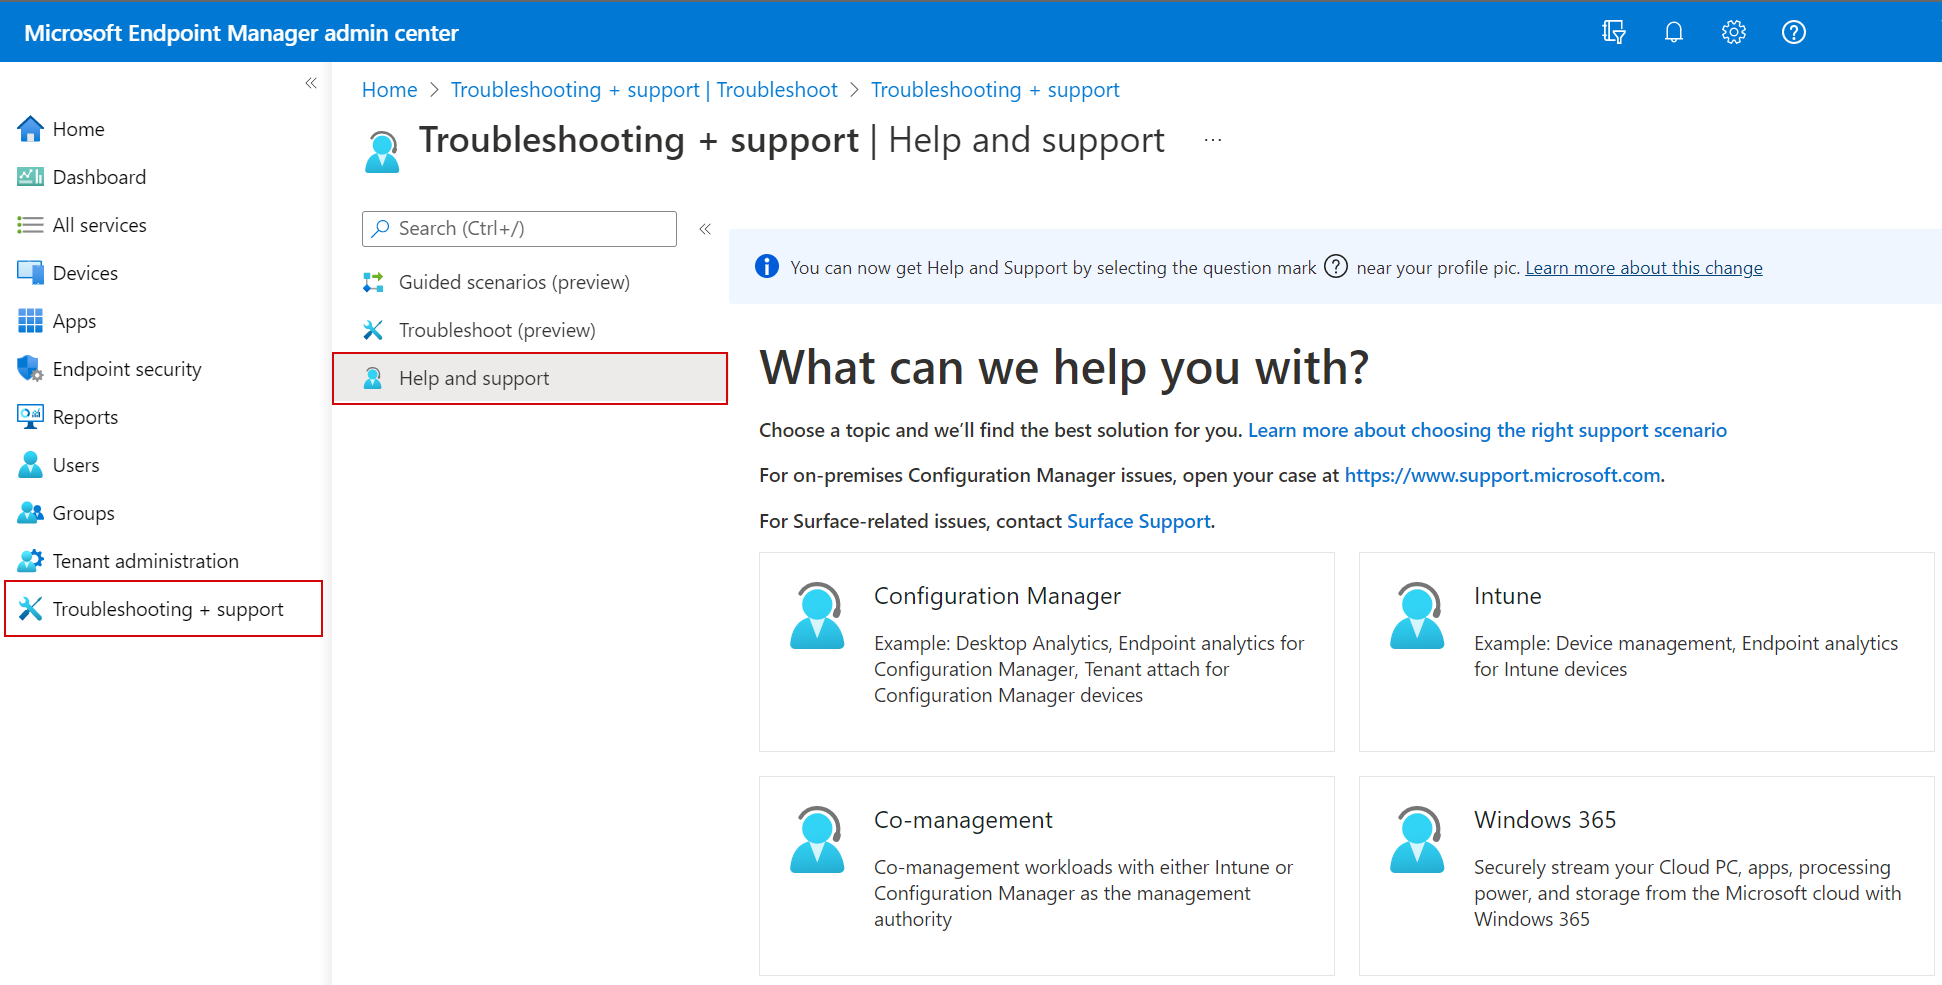 Microsoft Endpoint Manager admin center
Home
Dashboard
All services
Devices
Apps
Endpoint security
Reports
Users
Groups
Tenant administration
Troubleshooting + support
Home > Troubleshooting + support | Troubleshoot > Troubleshooting + support
Troubleshooting + support | Help and support ...
Search (Ctrl+/)
Guided scenarios (preview)
Troubleshoot (preview)
Help and support
You can now get Help and Support by selecting the question mark ? near your profile pic. Learn more about this change
What can we help you with?
Choose a topic and we’ll find the best solution for you. Learn more about choosing the right support scenario
For on-premises Configuration Manager issues, open your case at https://www.support.microsoft.com.
For Surface-related issues, contact Surface Support.
Configuration Manager
Example: Desktop Analytics, Endpoint analytics for
Configuration Manager, Tenant attach for
Configuration Manager devices
Intune
Example: Device management, Endpoint analytics
for Intune devices
Co-management
Co-management workloads with either Intune or
Configuration Manager as the management
authority
Windows 365
Securely stream your Cloud PC, apps, processing
power, and storage from the Microsoft cloud with
Windows 365